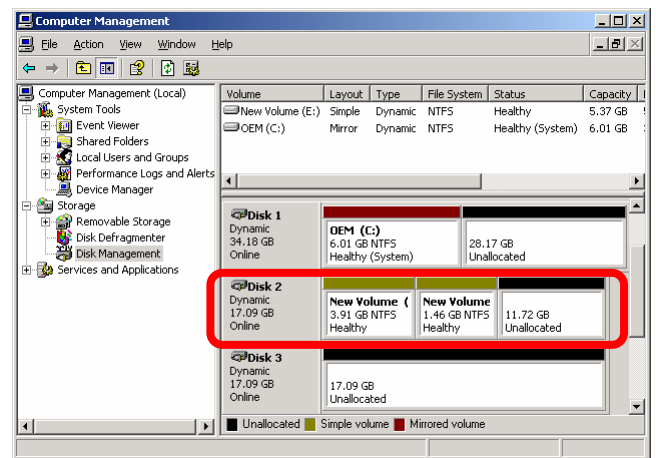 Computer Management
File Action View Window Help
Computer Management (Local)
System Tools
Event Viewer
Shared Folders
Local Users and Groups
Performance Logs and Alerts
Device Manager
Storage
Removable Storage
Disk Defragmenter
Disk Management
Services and Applications
Volume Layout Type File System Status Capacity
New Volume (E:) Simple Dynamic NTFS Healthy 5.37 GB
OEM (C:) Mirror Dynamic NTFS Healthy (System) 6.01 GB
Disk 1
Dynamic
34.18 GB
Online
OEM (C:)
6.01 GB NTFS
Healthy (System)
28.17 GB
Unallocated
Disk 2
Dynamic
17.09 GB
Online
New Volume (
3.91 GB NTFS
Healthy
New Volume
1.46 GB NTFS
Healthy
11.72 GB
Unallocated
Disk 3
Dynamic
17.09 GB
Online
17.09 GB
Unallocated
Unallocated Simple volume Mirrored volume